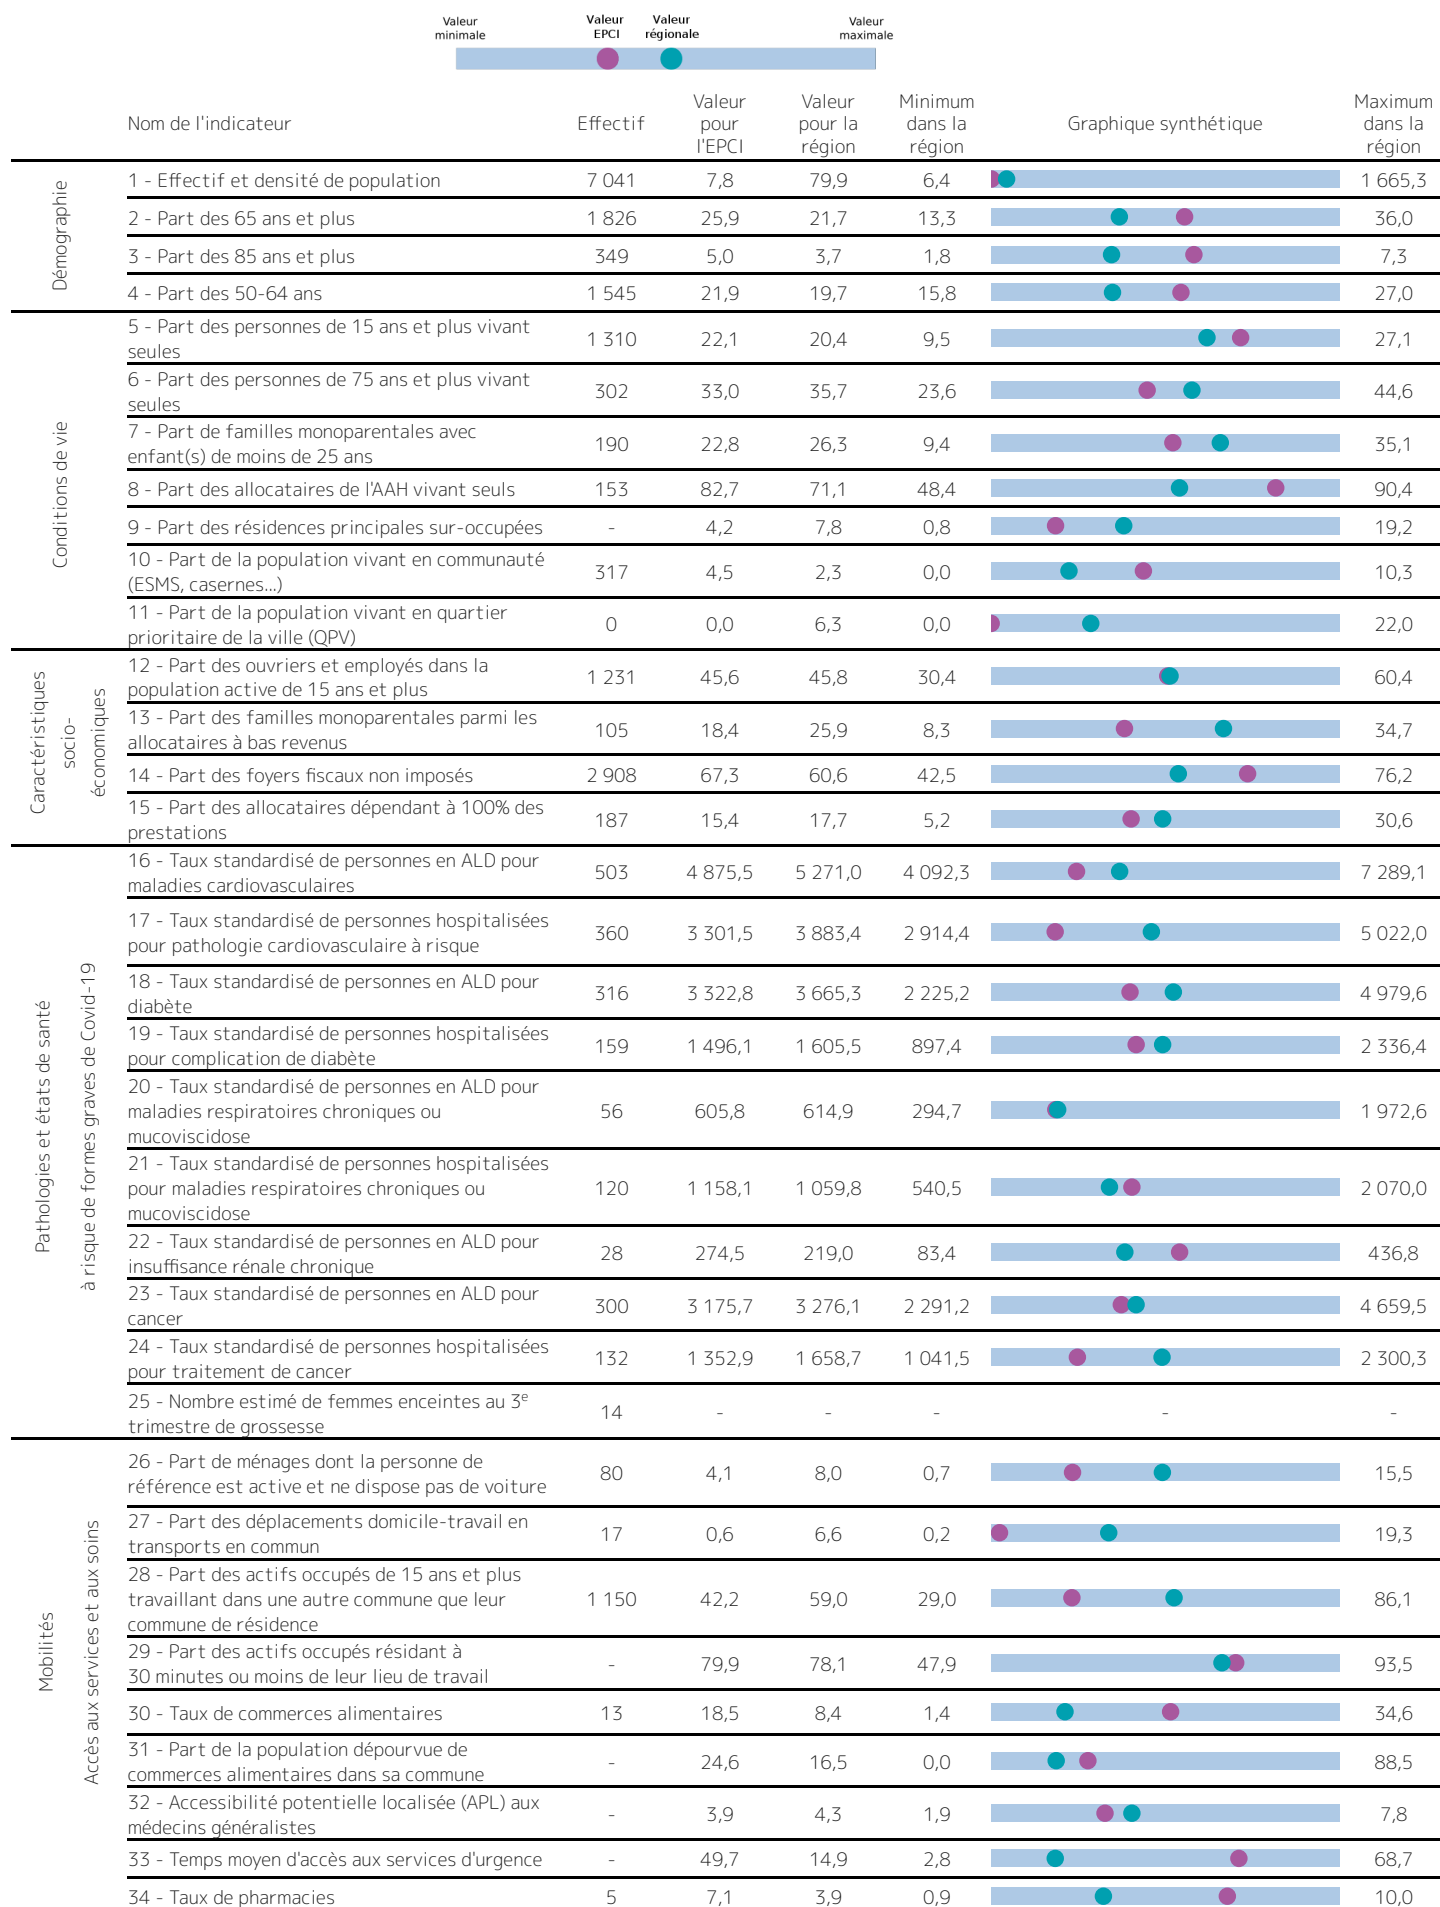 Valeur minimale
Valeur EPCI
Valeur régionale
Valeur maximale
Nom de l'indicateur
Effectif
Valeur pour l'EPCI
Valeur pour la région
Minimum dans la région
Graphique synthétique
Maximum dans la région
Démographie
1 - Effectif et densité de population 7 041 7,8 79,9 6,4 1 665,3
2 - Part des 65 ans et plus 1 826 25,9 21,7 13,3 36,0
3 - Part des 85 ans et plus 349 5,0 3,7 1,8 7,3
4 - Part des 50-64 ans 1 545 21,9 19,7 15,8 27,0
Conditions de vie
5 - Part des personnes de 15 ans et plus vivant
seules 1 310 22,1 20,4 9,5 27,1
6 - Part des personnes de 75 ans et plus vivant
seules 302 33,0 35,7 23,6 44,6
7 - Part de familles monoparentales avec
enfant(s) de moins de 25 ans 190 22,8 26,3 9,4 35,1
8 - Part des allocataires de l'AAH vivant seuls 153 82,7 71,1 48,4 90,4
9 - Part des résidences principales sur-occupées - 4,2 7,8 0,8 19,2
10 - Part de la population vivant en communauté
(ESMS, casernes...) 317 4,5 2,3 0,0 10,3
11 - Part de la population vivant en quartier
prioritaire de la ville (QPV) 0 0,0 6,3 0,0 22,0
Caractéristiques
socio-
économiques
12 - Part des ouvriers et employés dans la
population active de 15 ans et plus 1 231 45,6 45,8 30,4 60,4
13 - Part des familles monoparentales parmi les
allocataires à bas revenus 105 18,4 25,9 8,3 34,7
14 - Part des foyers fiscaux non imposés 2 908 67,3 60,6 42,5 76,2
15 - Part des allocataires dépendant à 100% des
prestations 187 15,4 17,7 5,2 30,6
Pathologies et états de santé
à risque de formes graves de Covid-19
16 - Taux standardisé de personnes en ALD pour
maladies cardiovasculaires 503 4 875,5 5 271,0 4 092,3 7 289,1
17 - Taux standardisé de personnes hospitalisées
pour pathologie cardiovasculaire à risque 360 3 301,5 3 883,4 2 914,4 5 022,0
18 - Taux standardisé de personnes en ALD pour
diabète 316 3 322,8 3 665,3 2 225,2 4 979,6
19 - Taux standardisé de personnes hospitalisées
pour complication de diabète 159 1 496,1 1 605,5 897,4 2 336,4
20 - Taux standardisé de personnes en ALD pour
maladies respiratoires chroniques ou 56 605,8 614,9 294,7 1 972,6
mucoviscidose
21 - Taux standardisé de personnes hospitalisées
pour maladies respiratoires chroniques ou 120 1 158,1 1 059,8 540,5 2 070,0
mucoviscidose
22 - Taux standardisé de personnes en ALD pour
insuffisance rénale chronique 28 274,5 219,0 83,4 436,8
23 - Taux standardisé de personnes en ALD pour
cancer 300 3 175,7 3 276,1 2 291,2 4 659,5
24 - Taux standardisé de personnes hospitalisées
pour traitement de cancer 132 1 352,9 1 658,7 1 041,5 2 300,3
25 - Nombre estimé de femmes enceintes au 3e
trimestre de grossesse 14 - - - - -
Mobilités
Accès aux services et aux soins
26 - Part de ménages dont la personne de
référence est active et ne dispose pas de voiture 80 4,1 8,0 0,7 15,5
27 - Part des déplacements domicile-travail en
transports en commun 17 0,6 6,6 0,2 19,3
28 - Part des actifs occupés de 15 ans et plus
travaillant dans une autre commune que leur 1 150 42,2 59,0 29,0 86,1
commune de résidence
29 - Part des actifs occupés résidant à
30 minutes ou moins de leur lieu de travail - 79,9 78,1 47,9 93,5
30 - Taux de commerces alimentaires 13 18,5 8,4 1,4 34,6
31 - Part de la population dépourvue de
commerces alimentaires dans sa commune - 24,6 16,5 0,0 88,5
32 - Accessibilité potentielle localisée (APL) aux
médecins généralistes - 3,9 4,3 1,9 7,8
33 - Temps moyen d'accès aux services d'urgence - 49,7 14,9 2,8 68,7
34 - Taux de pharmacies 5 7,1 3,9 0,9 10,0